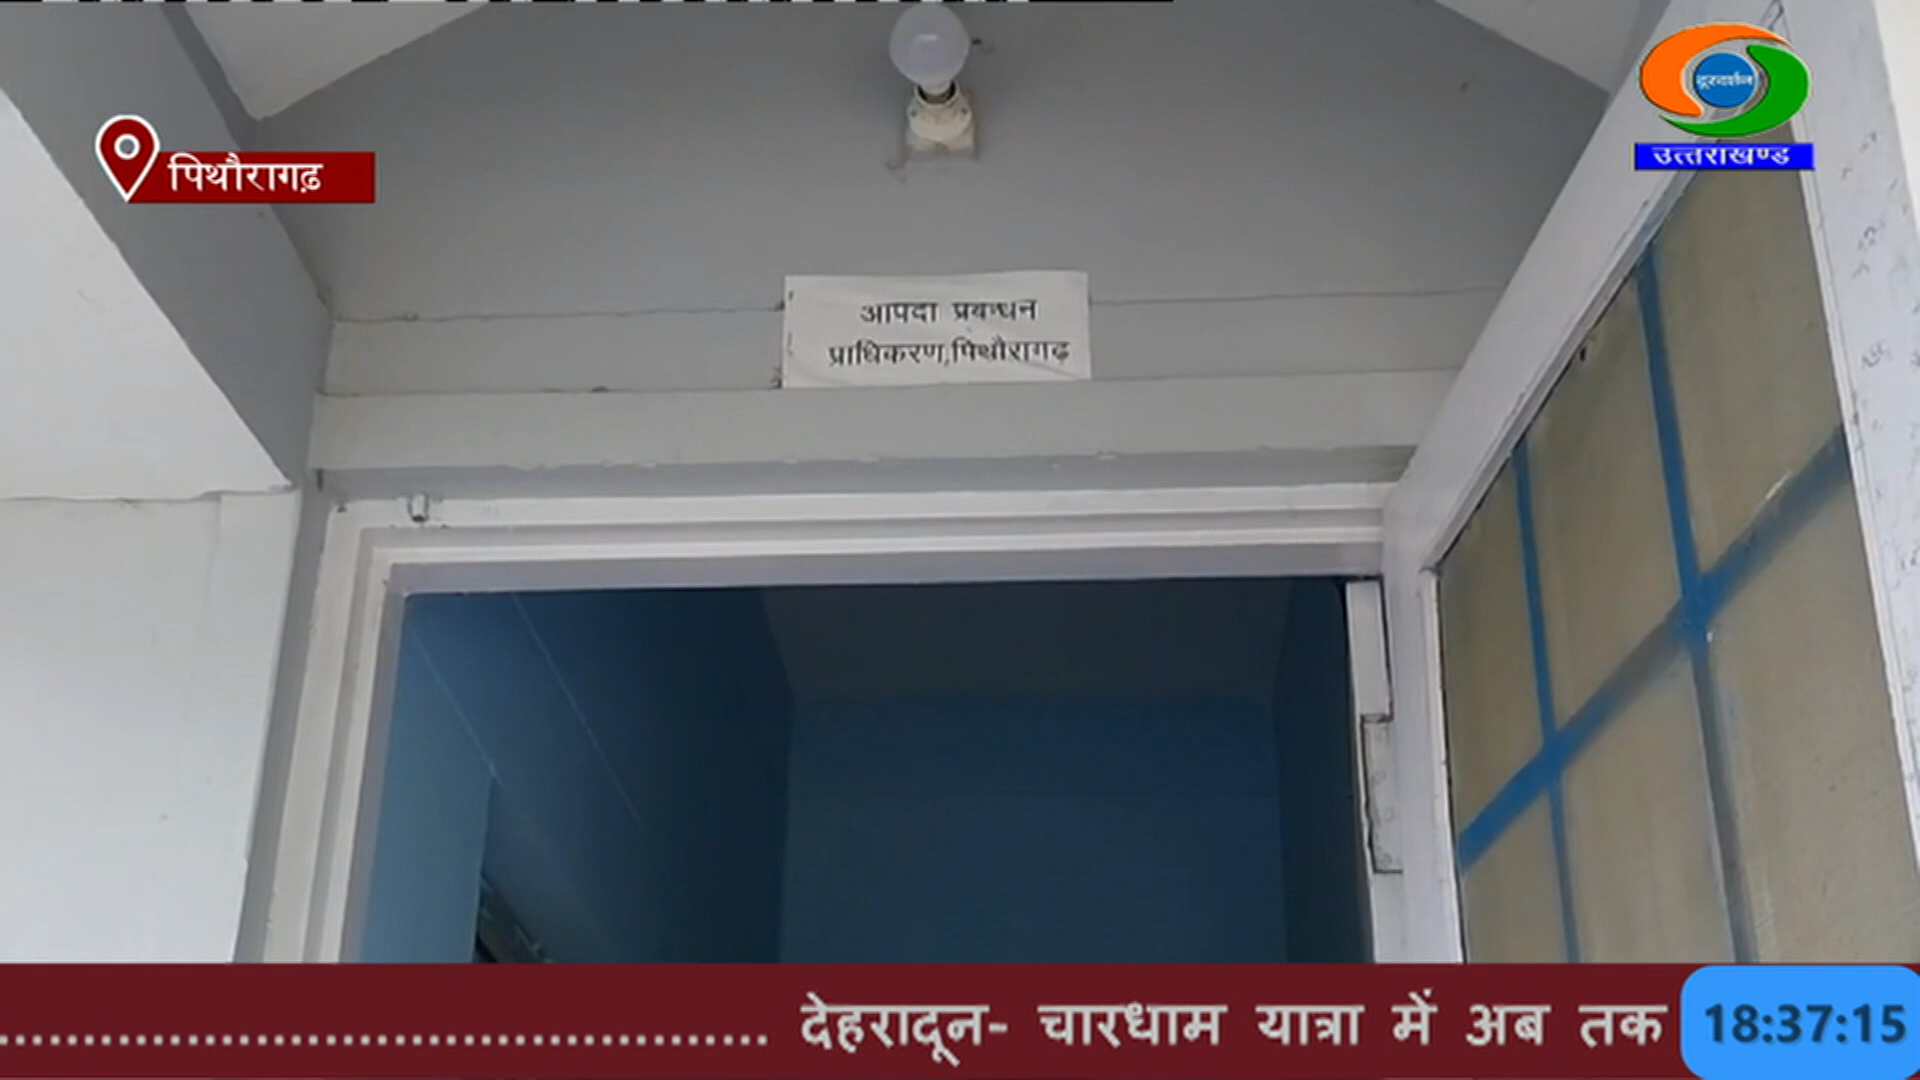 दूरदर्शन
उत्तराखण्ड
पिथौरागढ़
आपदा प्रबन्धन
प्राधिकरण,पिथौरागढ़
देहरादून- चारधाम यात्रा में अब तक
18:37:15